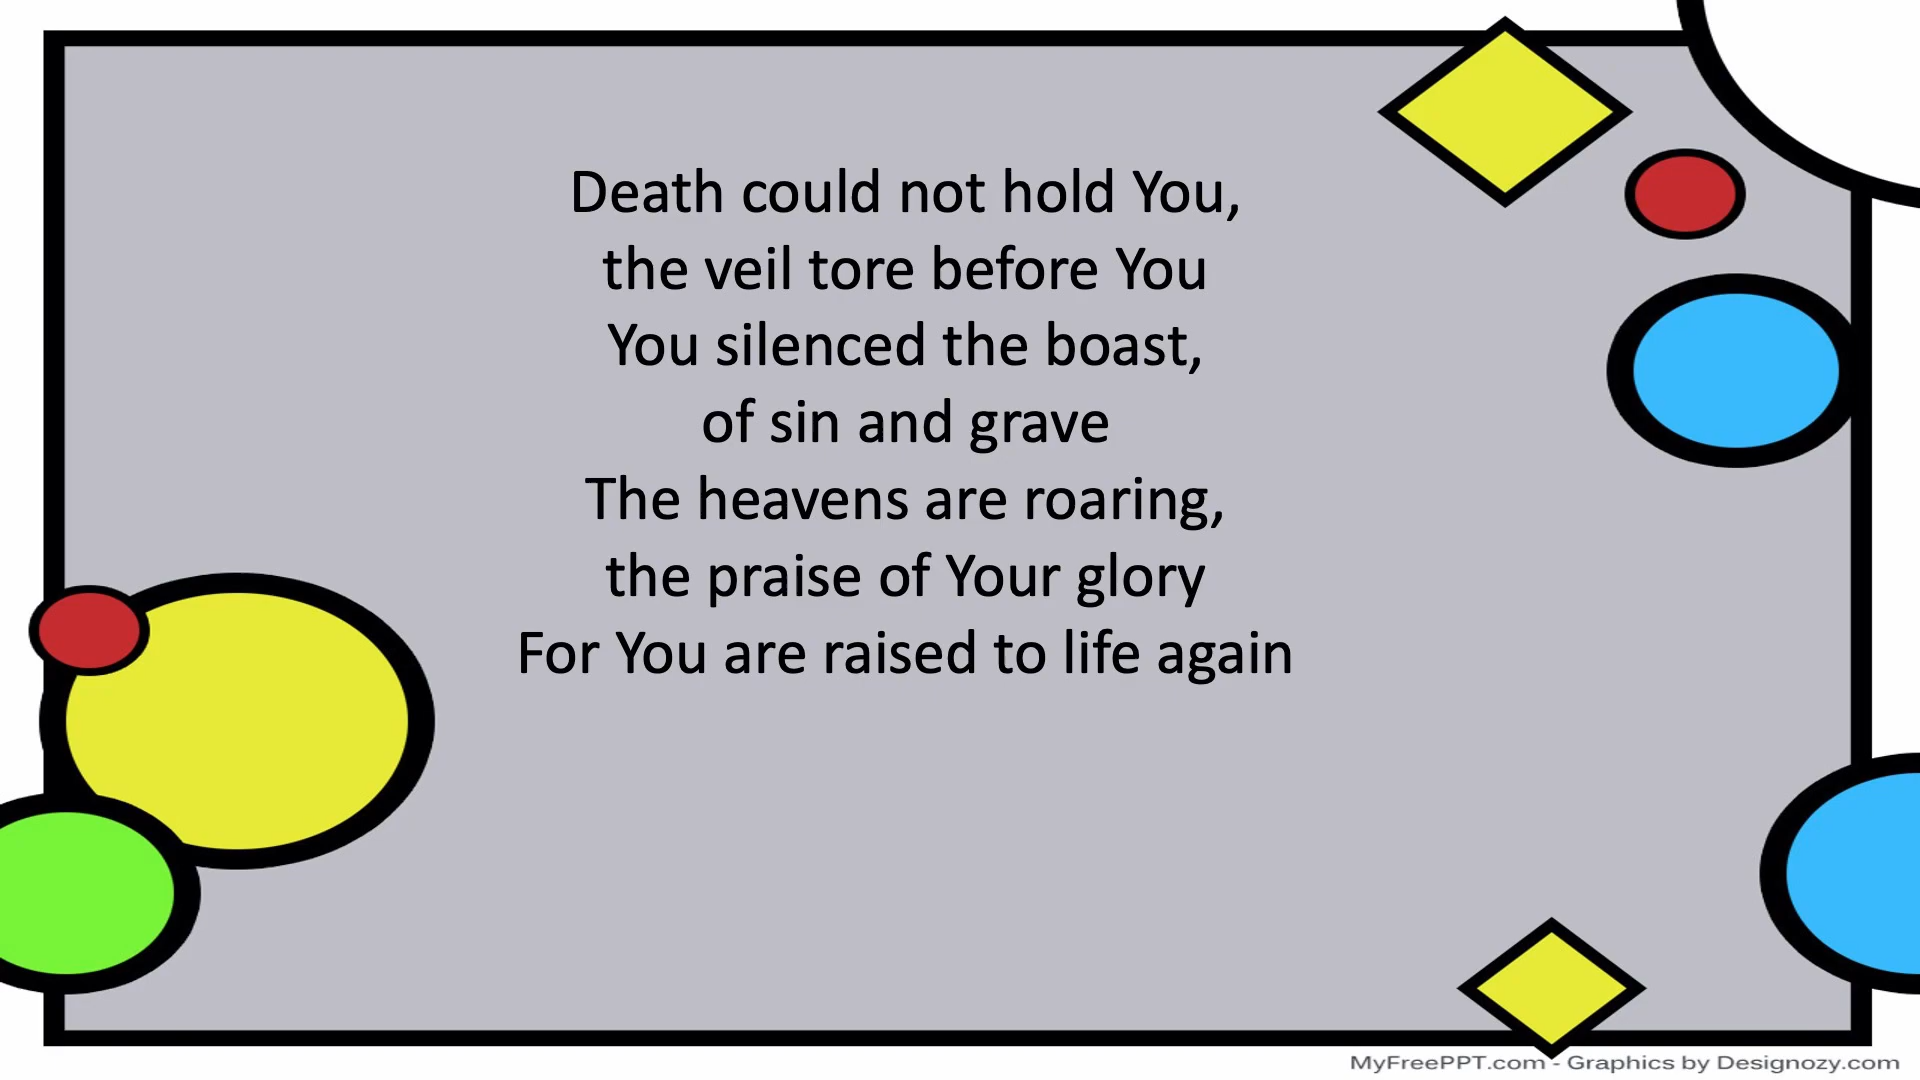 Death could not hold You,
the veil tore before You
You silenced the boast,
of sin and grave
The heavens are roaring,
the praise of Your glory
For You are raised to life again
MyFreePPT.com - Graphics by Designozy.com